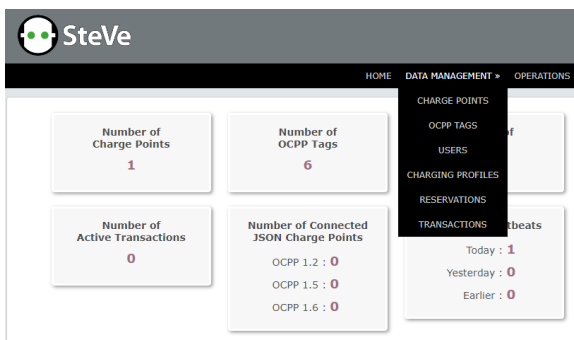 SteVe
HOME DATA MANAGEMENT » OPERATIONS
CHARGE POINTS
OCPP TAGS
USERS
CHARGING PROFILES
RESERVATIONS
TRANSACTIONS
Number of
Charge Points
1
Number of
OCPP Tags
6
Number of
Active Transactions
0
Number of Connected
JSON Charge Points
OCPP 1.2 : 0
OCPP 1.5 : 0
OCPP 1.6 : 0
Today : 1
Yesterday : 0
Earlier : 0